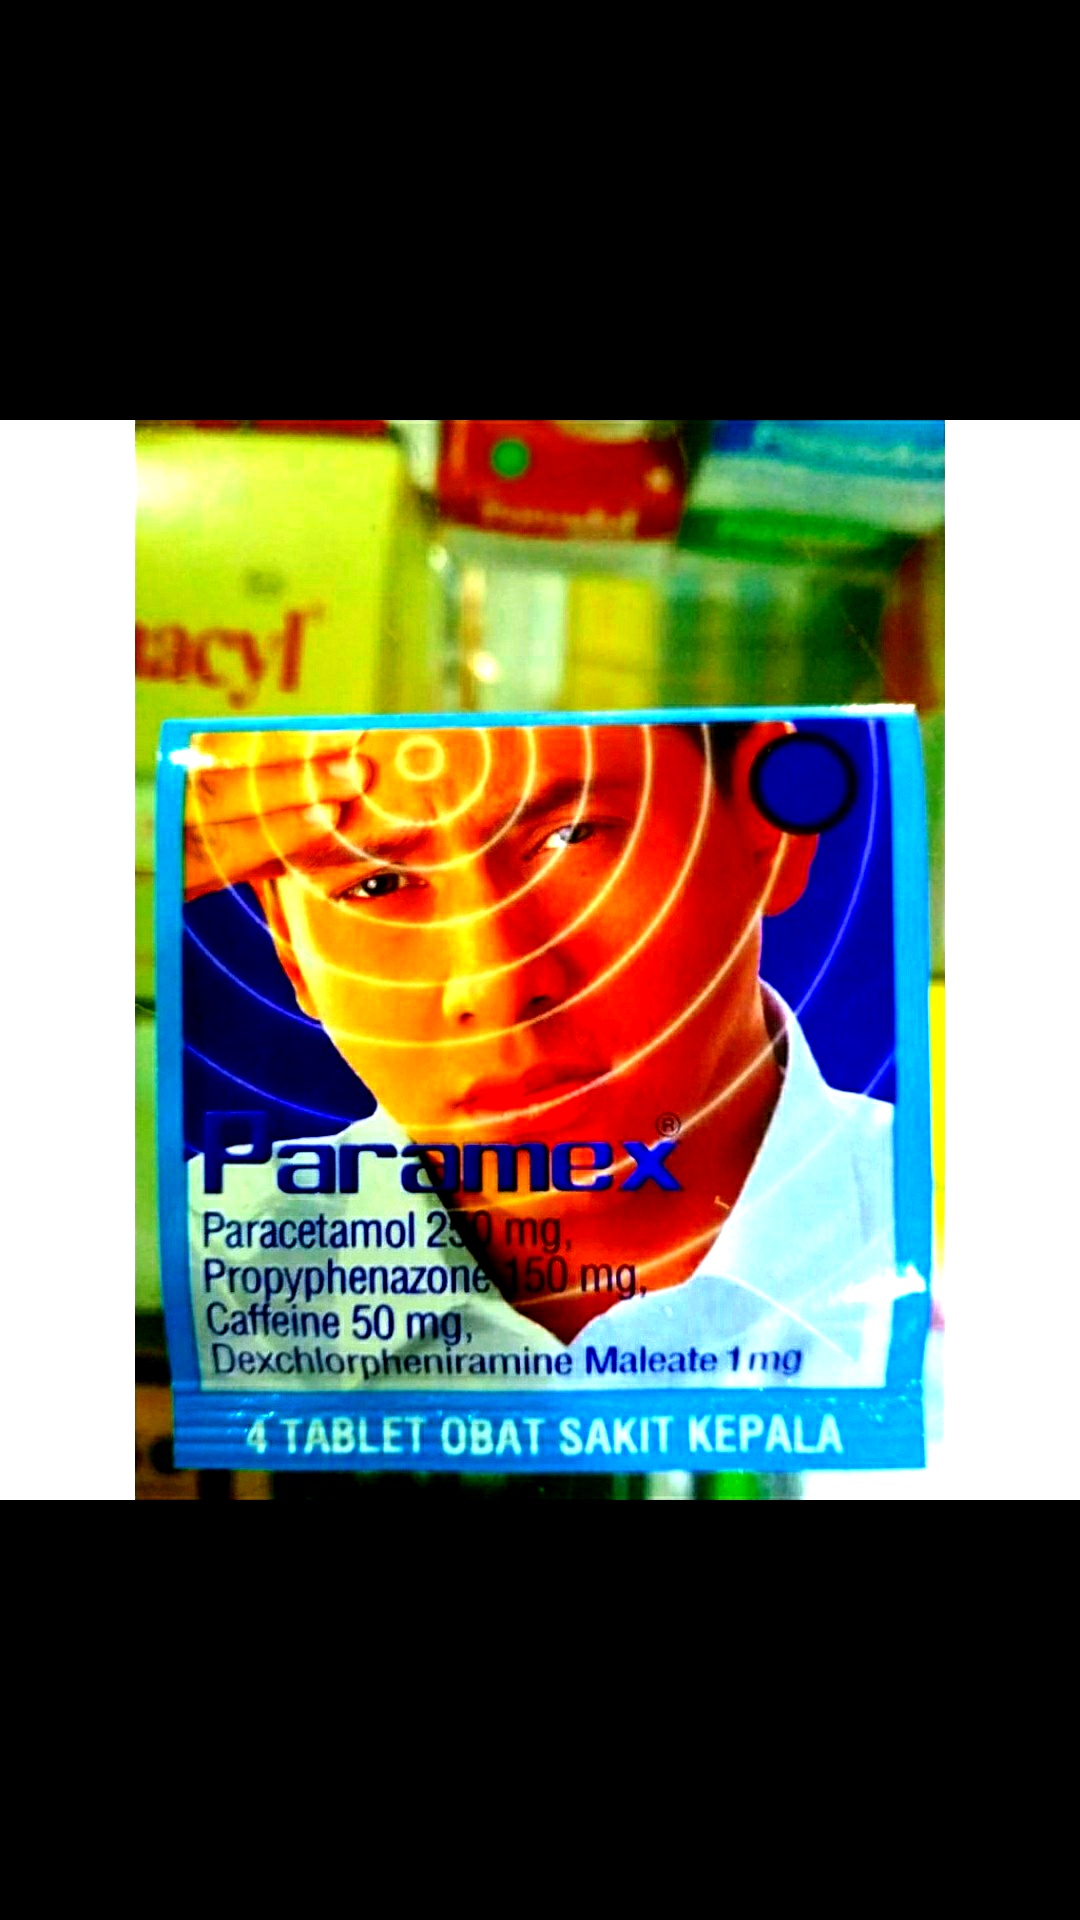 acyl
Paramex®
Paracetamol 250 mg,
Propyphenazone 150 mg,
Caffeine 50 mg,
Dexchlorpheniramine Maleate 1 mg
4 TABLET OBAT SAKIT KEPALA